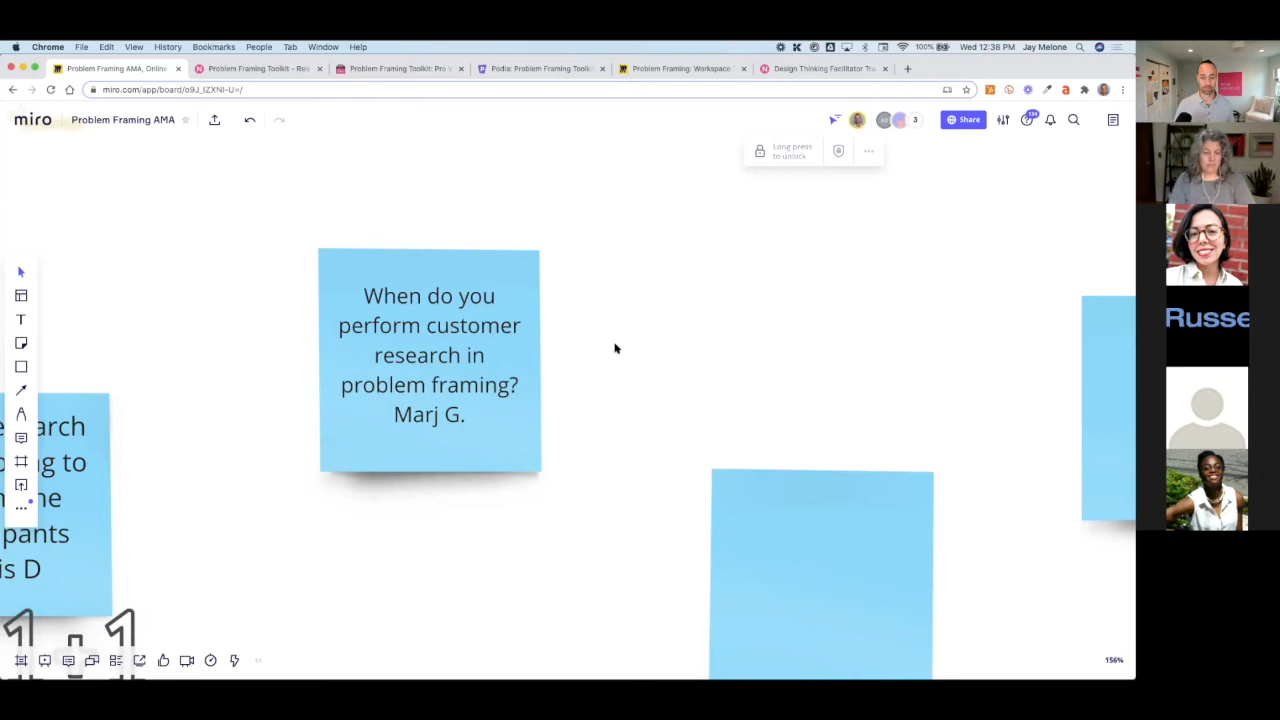 Chrome File Edit View History Bookmarks People Tab Window Help 100% Wed 12:38 PM Jay Melone
Problem Framing AMA, Online Problem Framing Toolkit - Problem Framing Toolkit: Pro Podia: Problem Framing Toolkit Problem Framing: Workspace Design Thinking Facilitator Tra
miro.com/app/board/o9J_lZXNI-U=/
miro Problem Framing AMA 3 Share
Long press
to unlock
When do you
perform customer
research in
problem framing?
Marj G.
arch
to
pants
is D
Russe
156%